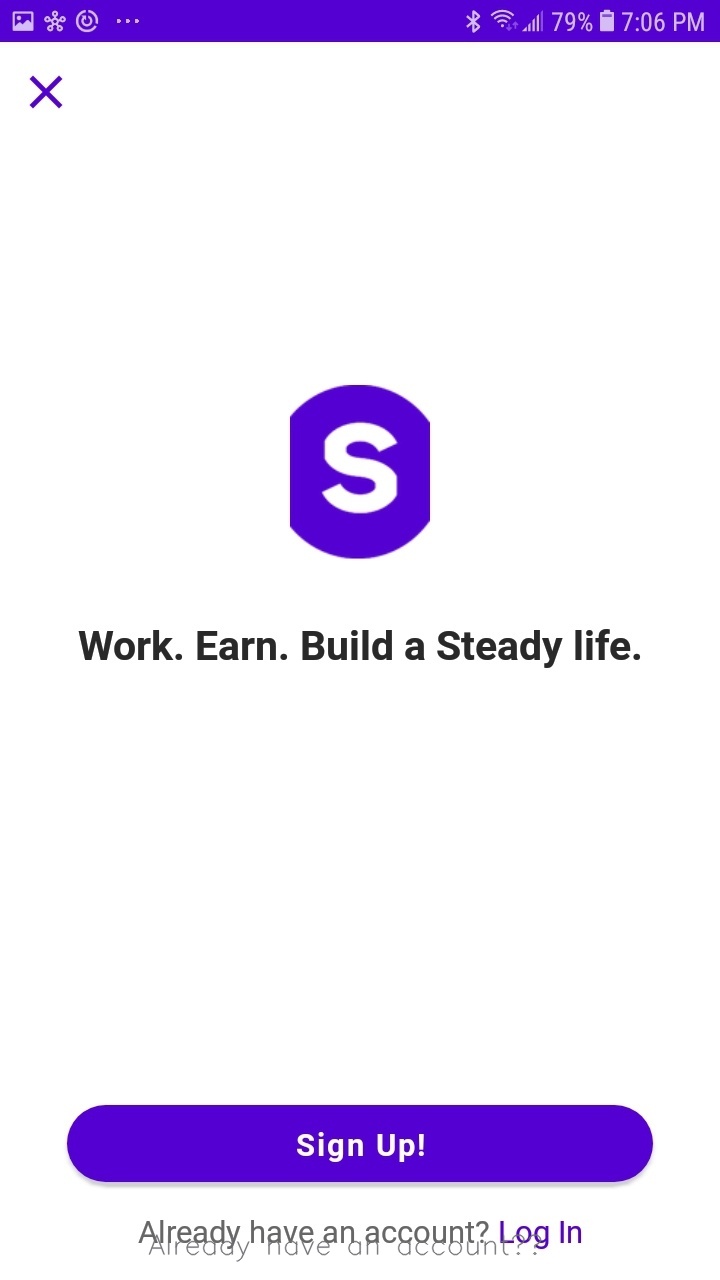 79% 7:06 PM
S
Work. Earn. Build a Steady life.
Sign Up!
Already have an account? Log In
Already have an account??